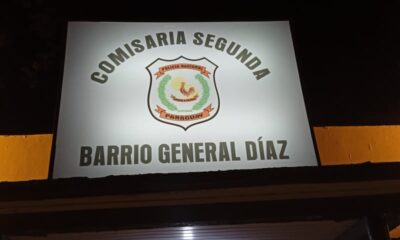 COMISARIA SEGUNDA
POLICIA NACIONAL
PARAGUAY
BARRIO GENERAL DÍAZ